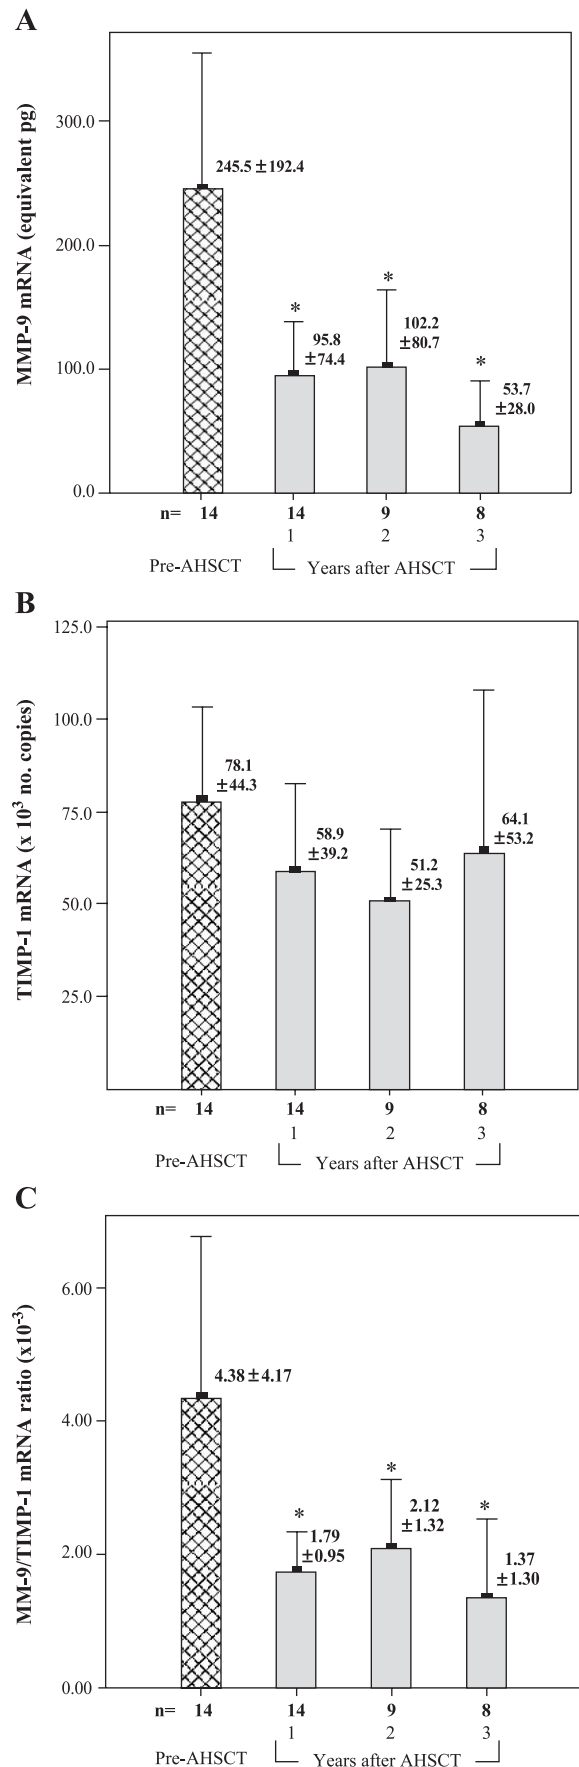 A
MMP-9 mRNA (equivalent pg)
300.0
200.0
100.0
0.0
245.5 ±192.4
*
95.8
±74.4
*
102.2
±80.7
*
53.7
±28.0
n= 14 14 9 8
1 2 3
Pre-AHSCT Years after AHSCT
B
TIMP-1 mRNA (x 10³ no. copies)
125.0
100.0
75.0
50.0
25.0
78.1
±44.3
58.9
±39.2
51.2
±25.3
64.1
±53.2
n= 14 14 9 8
1 2 3
Pre-AHSCT Years after AHSCT
C
MM-9/TIMP-1 mRNA ratio (x10⁻³)
6.00
4.00
2.00
0.00
4.38 ±4.17
*
1.79
±0.95
*
2.12
±1.32
*
1.37
±1.30
n= 14 14 9 8
1 2 3
Pre-AHSCT Years after AHSCT